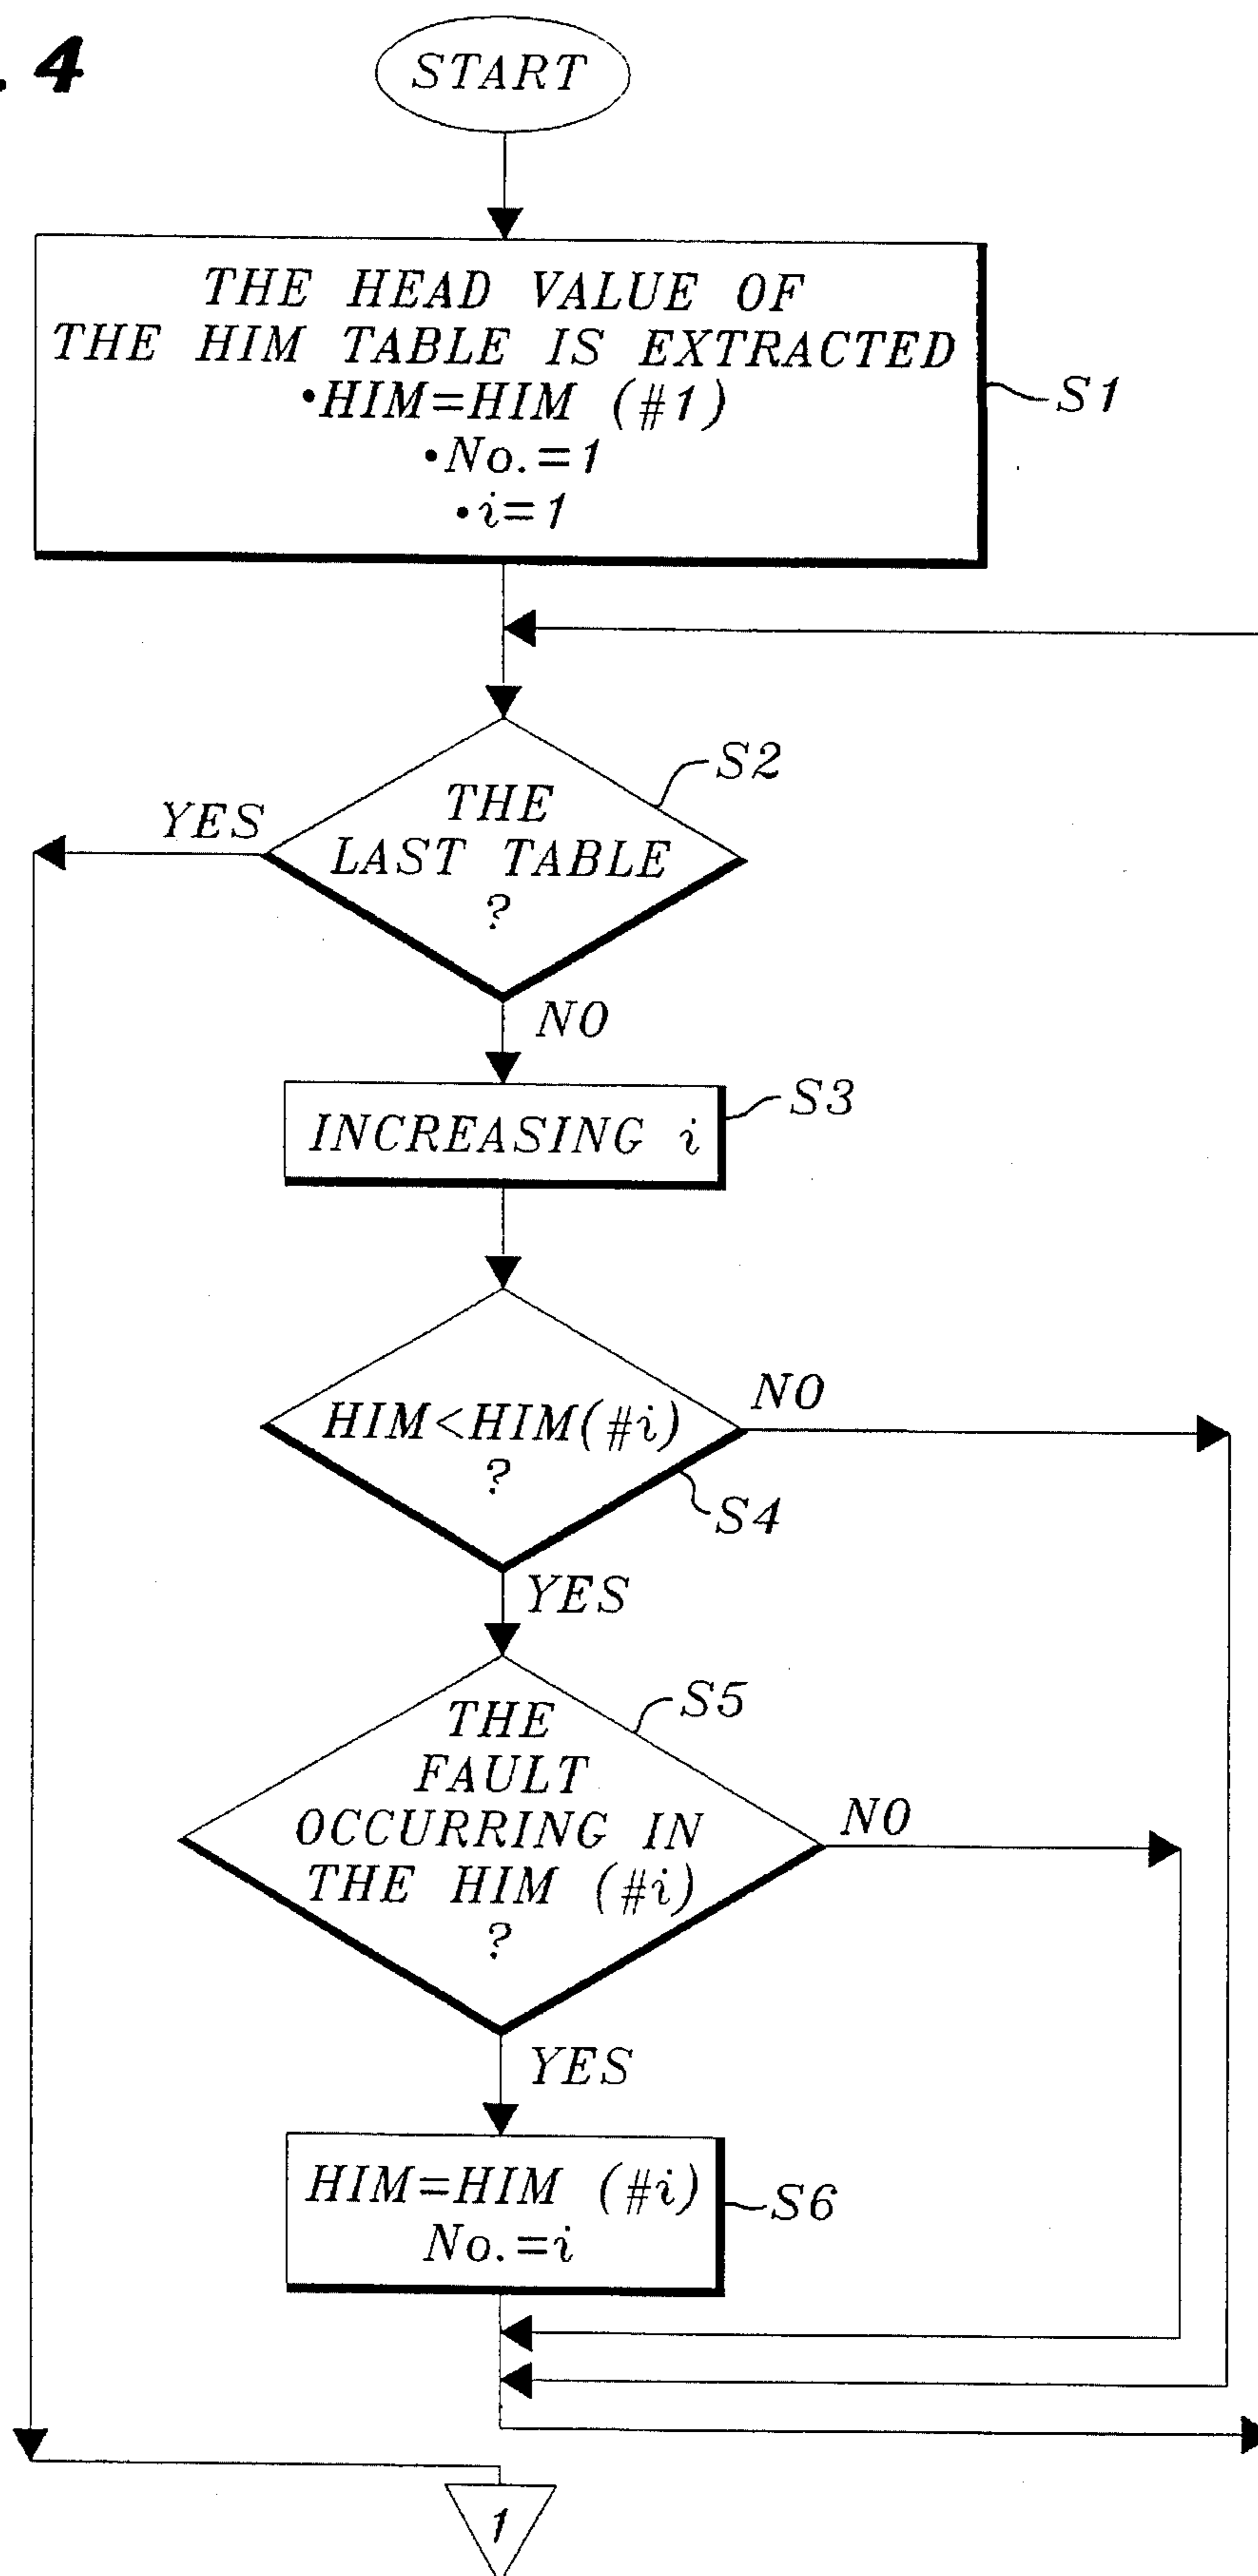 . 4
START
THE HEAD VALUE OF
THE HIM TABLE IS EXTRACTED
•HIM=HIM (#1)
•No.=1
•i=1
S1
S2
YES
THE
LAST TABLE
?
NO
S3
INCREASING i
NO
HIM<HIM(#i)
?
S4
YES
S5
THE
FAULT
OCCURRING IN
THE HIM (#i)
?
NO
YES
HIM=HIM (#i)
No.=i
S6
1